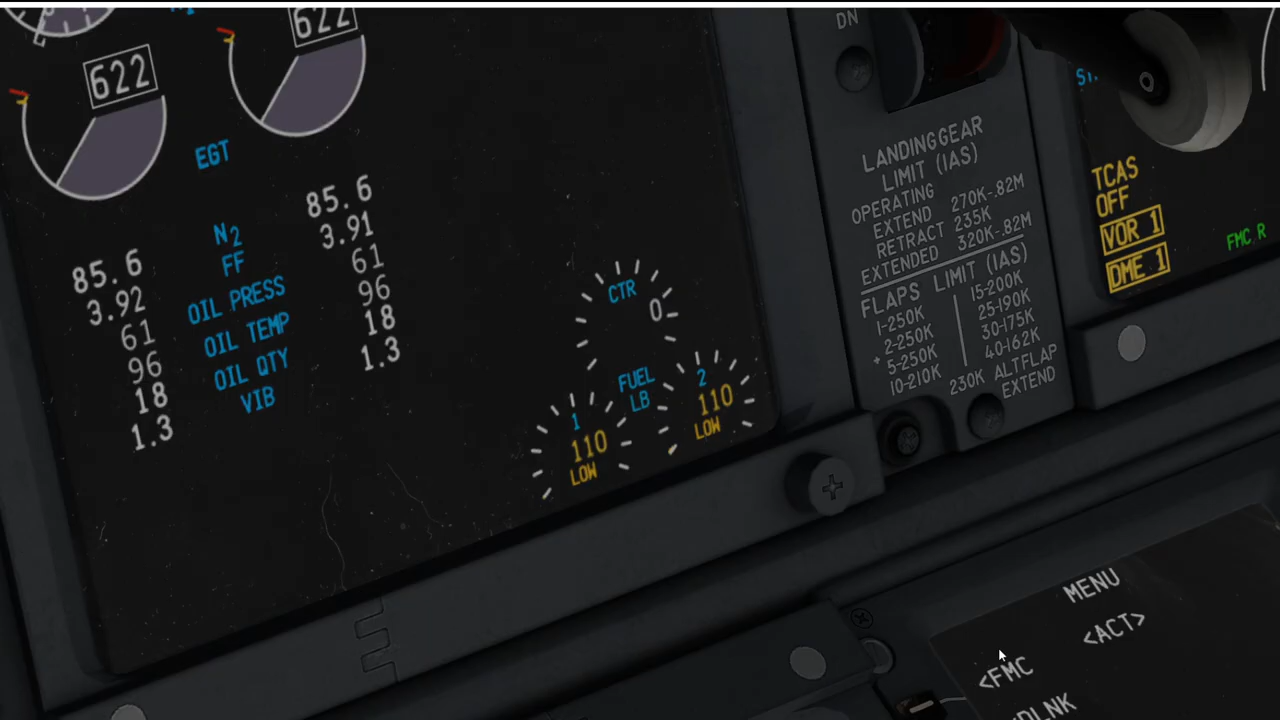 622
622
EGT
85.6 N2 85.6
3.92 FF 3.91
61 OIL PRESS 61
96 OIL TEMP 96
18 OIL QTY 18
1.3 VIB 1.3
CTR
0
FUEL
LB
1
110
LOW
2
110
LOW
DN
LANDING GEAR
LIMIT (IAS)
OPERATING
EXTEND 270K-.82M
RETRACT 235K
EXTENDED 320K-.82M
FLAPS LIMIT (IAS)
1-250K 15-200K
2-250K 25-190K
5-250K 30-175K
10-210K 40-162K
230K ALT FLAP
EXTEND
TCAS
OFF
VOR 1
DME 1
FMC R
MENU
<FMC <ACT>